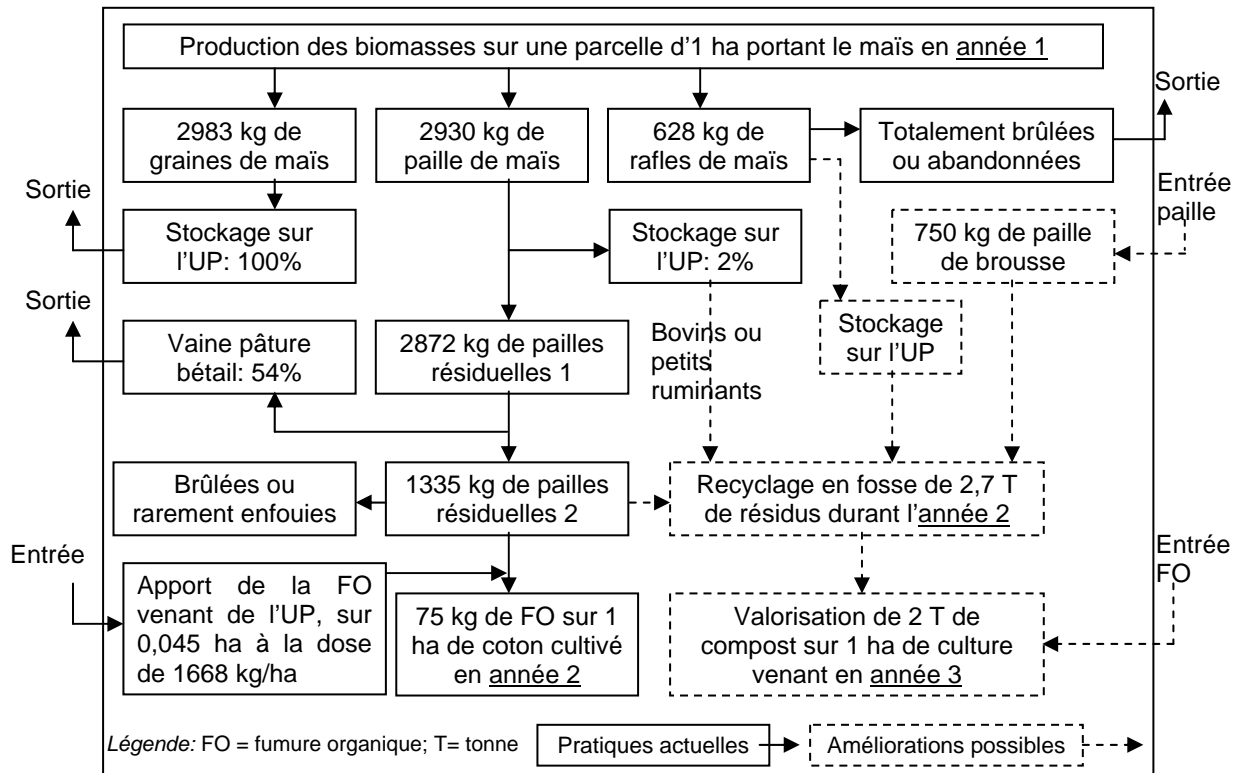 Production des biomasses sur une parcelle d'1 ha portant le maïs en année 1
Sortie
2983 kg de
graines de maïs
2930 kg de
paille de maïs
628 kg de
rafles de maïs
Totalement brûlées
ou abandonnées
Sortie
Entrée
paille
Stockage sur
l'UP: 100%
Stockage sur
l'UP: 2%
750 kg de paille
de brousse
Sortie
Vaine pâture
bétail: 54%
2872 kg de pailles
résiduelles 1
Bovins ou
petits
ruminants
Stockage
sur l'UP
Brûlées ou
rarement enfouies
1335 kg de pailles
résiduelles 2
Recyclage en fosse de 2,7 T
de résidus durant l'année 2
Entrée
Entrée
FO
Apport de la FO
venant de l'UP, sur
0,045 ha à la dose
de 1668 kg/ha
75 kg de FO sur 1
ha de coton cultivé
en année 2
Valorisation de 2 T de
compost sur 1 ha de culture
venant en année 3
Légende: FO = fumure organique; T= tonne
Pratiques actuelles
Améliorations possibles